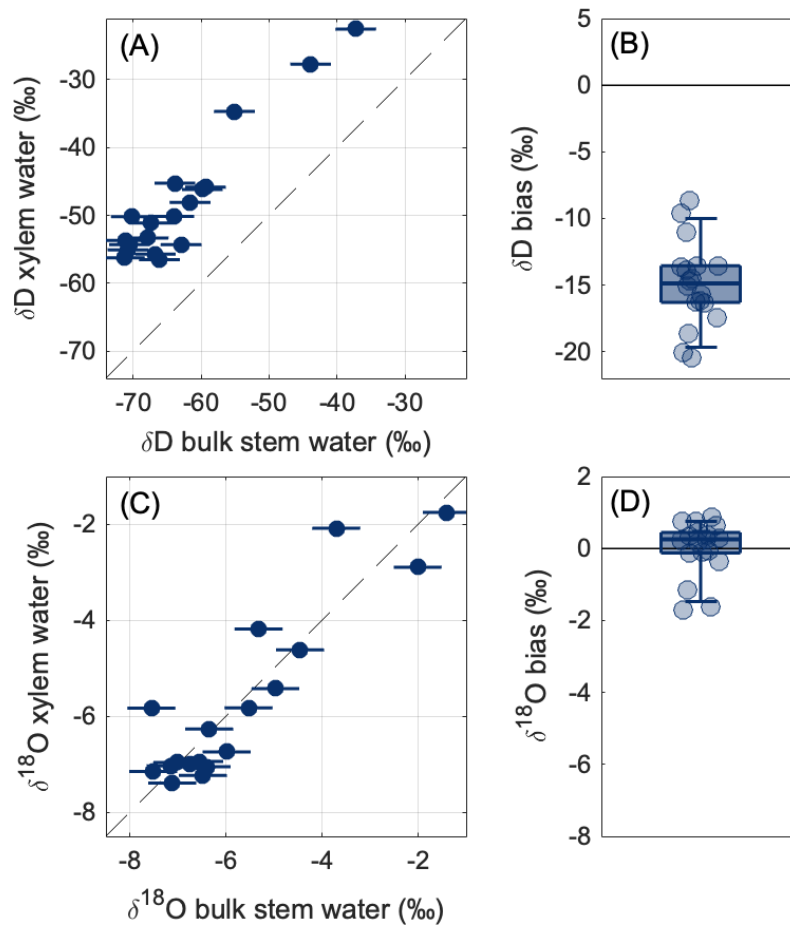 (A)
δD xylem water (‰)
-30
-40
-50
-60
-70
-70 -60 -50 -40 -30
δD bulk stem water (‰)
(B)
δD bias (‰)
5
0
-5
-10
-15
-20
(C)
δ¹⁸O xylem water (‰)
-2
-4
-6
-8
-8 -6 -4 -2
δ¹⁸O bulk stem water (‰)
(D)
δ¹⁸O bias (‰)
2
0
-2
-4
-6
-8